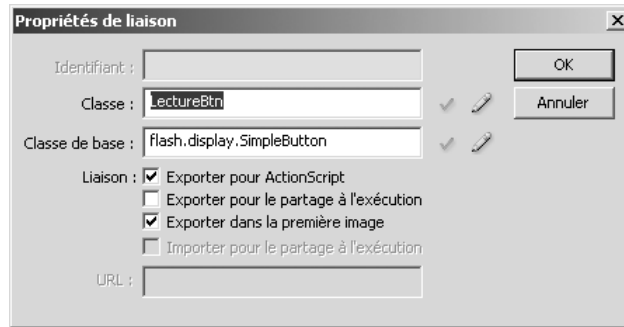 Propriétés de liaison
Identifiant :
OK
Classe : LectureBtn
Annuler
Classe de base : flash.display.SimpleButton
Liaison : Exporter pour ActionScript
Exporter pour le partage à l'exécution
Exporter dans la première image
Importer pour le partage à l'exécution
URL :